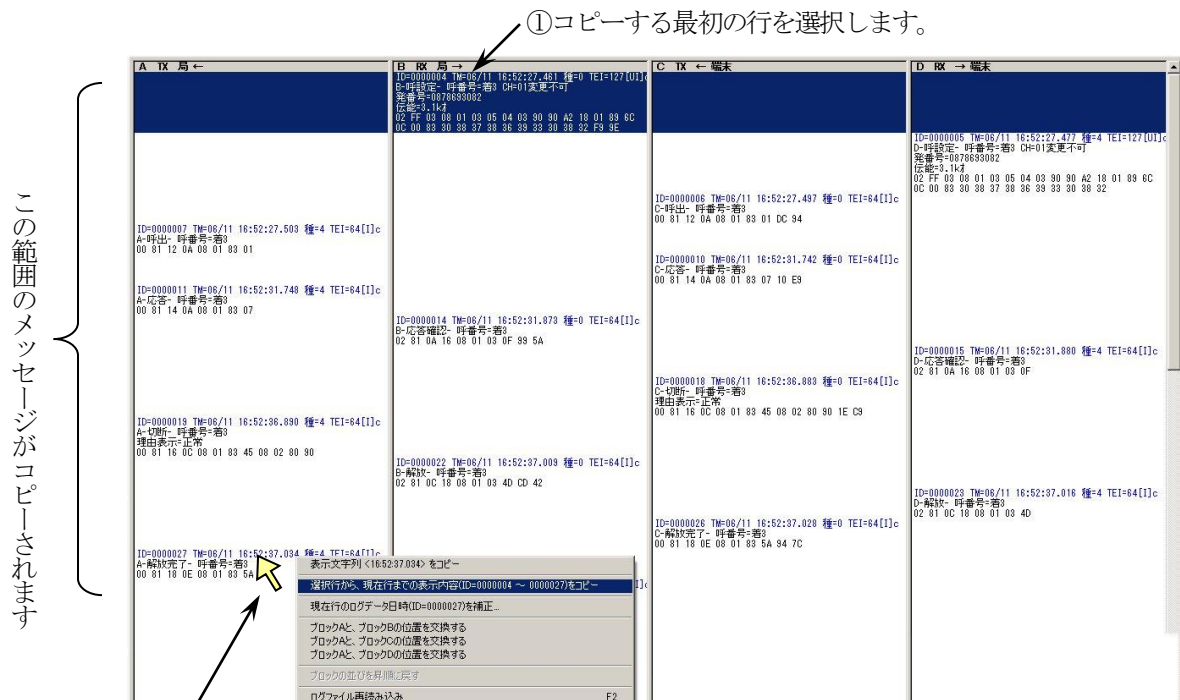 ①コピーする最初の行を選択します。
この範囲のメッセージがコピーされます
A TX 局←
ID=0000007 TM=06/11 16:52:27.503 種=4 TEI=64[I]c
A-呼出- 呼番号=着3
00 81 12 0A 08 01 83 01
ID=0000011 TM=06/11 16:52:31.748 種=4 TEI=64[I]c
A-応答- 呼番号=着3
00 81 14 0A 08 01 83 07
ID=0000019 TM=06/11 16:52:36.890 種=4 TEI=64[I]c
A-切断- 呼番号=着3
理由表示=正常
00 81 16 0C 08 01 83 45 08 02 80 90
ID=0000027 TM=06/11 16:52:37.034 種=4 TEI=64[I]c
A-解放完了- 呼番号=着3
00 81 18 0E 08 01 83 5A
B RX 局→
ID=0000004 TM=06/11 16:52:27.461 種=0 TEI=127[UI]c
B-呼設定- 呼番号=着3 CH=01変更不可
発番号=0878693082
伝能=3.1kｵ
02 FF 03 08 01 03 05 04 03 90 90 A2 18 01 89 6C
0C 00 83 30 38 37 38 36 39 33 30 38 32 F9 9E
ID=0000014 TM=06/11 16:52:31.873 種=0 TEI=64[I]c
B-応答確認- 呼番号=着3
02 81 0A 16 08 01 03 0F 99 5A
ID=0000022 TM=06/11 16:52:37.009 種=0 TEI=64[I]c
B-解放- 呼番号=着3
02 81 0C 18 08 01 03 4D CD 42
C TX ←端末
ID=0000006 TM=06/11 16:52:27.497 種=0 TEI=64[I]c
C-呼出- 呼番号=着3
00 81 12 0A 08 01 83 01 DC 94
ID=0000010 TM=06/11 16:52:31.742 種=0 TEI=64[I]c
C-応答- 呼番号=着3
00 81 14 0A 08 01 83 07 10 E9
ID=0000018 TM=06/11 16:52:36.883 種=0 TEI=64[I]c
C-切断- 呼番号=着3
理由表示=正常
00 81 16 0C 08 01 83 45 08 02 80 90 1E C9
ID=0000026 TM=06/11 16:52:37.028 種=0 TEI=64[I]c
C-解放完了- 呼番号=着3
00 81 18 0E 08 01 83 5A 94 7C
D RX →端末
ID=0000005 TM=06/11 16:52:27.477 種=4 TEI=127[UI]c
D-呼設定- 呼番号=着3 CH=01変更不可
発番号=0878693082
伝能=3.1kｵ
02 FF 03 08 01 03 05 04 03 90 90 A2 18 01 89 6C
0C 00 83 30 38 37 38 36 39 33 30 38 32
ID=0000015 TM=06/11 16:52:31.880 種=4 TEI=64[I]c
D-応答確認- 呼番号=着3
02 81 0A 16 08 01 03 0F
ID=0000023 TM=06/11 16:52:37.016 種=4 TEI=64[I]c
D-解放- 呼番号=着3
02 81 0C 18 08 01 03 4D
表示文字列 <16:52:37.034> をコピー
選択行から、現在行までの表示内容(ID=0000004 ～ 0000027)をコピー
現在行のログデータ日時(ID=0000027)を補正...
ブロックAと、ブロックBの位置を交換する
ブロックAと、ブロックCの位置を交換する
ブロックAと、ブロックDの位置を交換する
ブロックの並びを昇順に戻す
ログファイル再読み込み F2